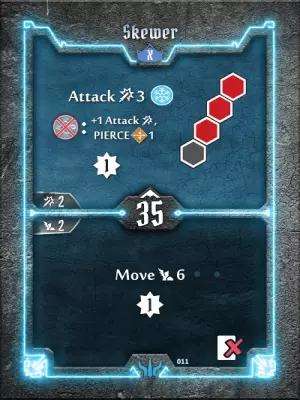 Skewer
X
Attack 3
+1 Attack,
PIERCE 1
1
2
35
2
Move 6
1
011